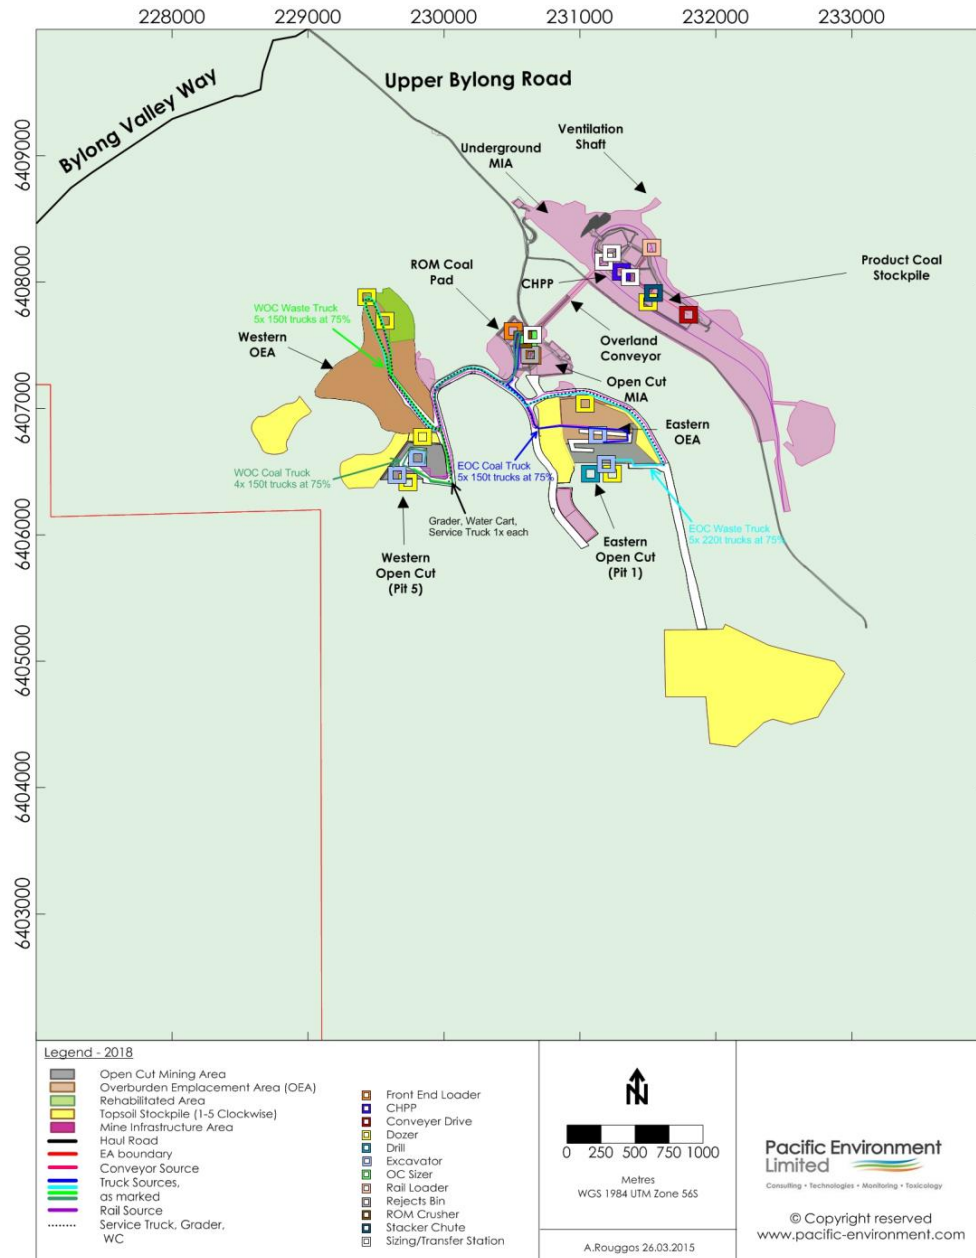 228000 229000 230000 231000 232000 233000
6409000
6408000
6407000
6406000
6405000
6404000
6403000
Bylong Valley Way
Upper Bylong Road
Ventilation
Shaft
Underground
MIA
ROM Coal
Pad
CHPP
Product Coal
Stockpile
WOC Waste Truck
5x 150t trucks at 75%
Western
OEA
Overland
Conveyor
Open Cut
MIA
Eastern
OEA
WOC Coal Truck
4x 150t trucks at 75%
EOC Coal Truck
5x 150t trucks at 75%
Grader, Water Cart,
Service Truck 1x each
EOC Waste Truck
5x 220t trucks at 75%
Western
Open Cut
(Pit 5)
Eastern
Open Cut
(Pit 1)
Legend - 2018
Open Cut Mining Area
Overburden Emplacement Area (OEA)
Rehabilitated Area
Topsoil Stockpile (1-5 Clockwise)
Mine Infrastructure Area
Haul Road
EA boundary
Conveyor Source
Truck Sources,
as marked
Rail Source
Service Truck, Grader,
WC
Front End Loader
CHPP
Conveyer Drive
Dozer
Drill
Excavator
OC Sizer
Rail Loader
Rejects Bin
ROM Crusher
Stacker Chute
Sizing/Transfer Station
N
0 250 500 750 1000
Metres
WGS 1984 UTM Zone 56S
A.Rouggos 26.03.2015
Pacific Environment
Limited
Consulting • Technologies • Monitoring • Toxicology
© Copyright reserved
www.pacific-environment.com